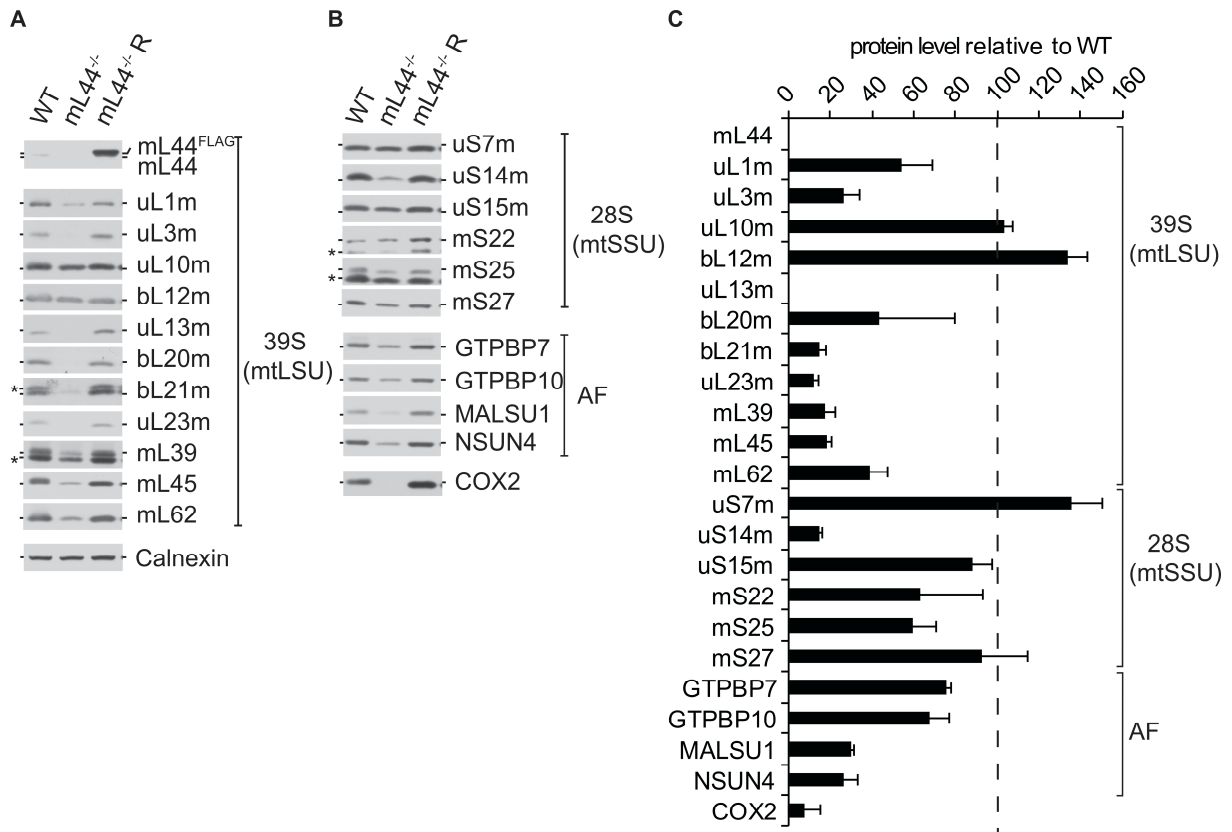 A
WT
mL44-/-
mL44-/- R
mL44FLAG
mL44
uL1m
uL3m
uL10m
bL12m
uL13m
bL20m
* bL21m
uL23m
mL39
*
mL45
mL62
39S
(mtLSU)
Calnexin
B
WT
mL44-/-
mL44-/- R
uS7m
uS14m
uS15m
mS22
*
mS25
*
mS27
28S
(mtSSU)
GTPBP7
GTPBP10
MALSU1
NSUN4
AF
COX2
C
protein level relative to WT
0 20 40 60 80 100 120 140 160
mL44
uL1m
uL3m
uL10m
bL12m
uL13m
bL20m
bL21m
uL23m
mL39
mL45
mL62
39S
(mtLSU)
uS7m
uS14m
uS15m
mS22
mS25
mS27
28S
(mtSSU)
GTPBP7
GTPBP10
MALSU1
NSUN4
AF
COX2